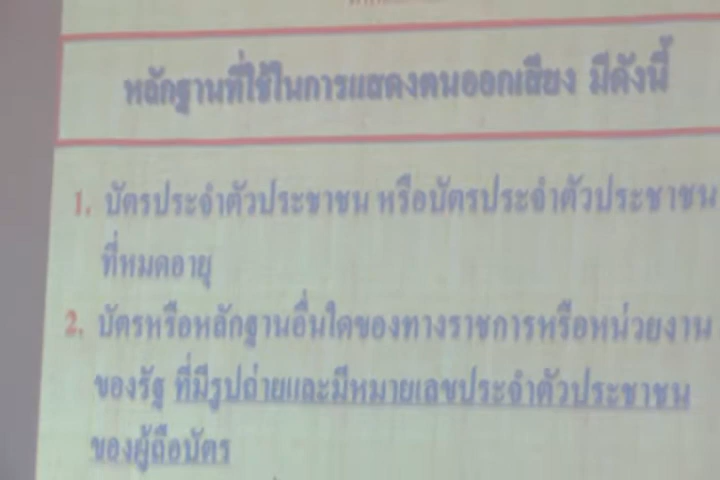 หลักฐานที่ใช้ในการแสดงตนออกเสียง มีดังนี้
1. บัตรประจำตัวประชาชน หรือบัตรประจำตัวประชาชน
ที่หมดอายุ
2. บัตรหรือหลักฐานอื่นใดของทางราชการหรือหน่วยงาน
ของรัฐ ที่มีรูปถ่ายและมีหมายเลขประจำตัวประชาชน
ของผู้ถือบัตร